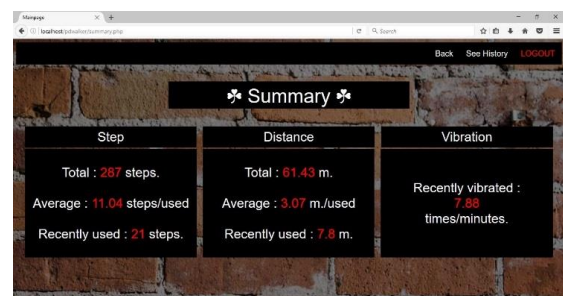 Mainpage
localhost/pdwalker/summary.php
Search
Back See History LOGOUT
☘ Summary ☘
Step
Total : 287 steps.
Average : 11.04 steps/used
Recently used : 21 steps.
Distance
Total : 61.43 m.
Average : 3.07 m./used
Recently used : 7.8 m.
Vibration
Recently vibrated :
7.88
times/minutes.